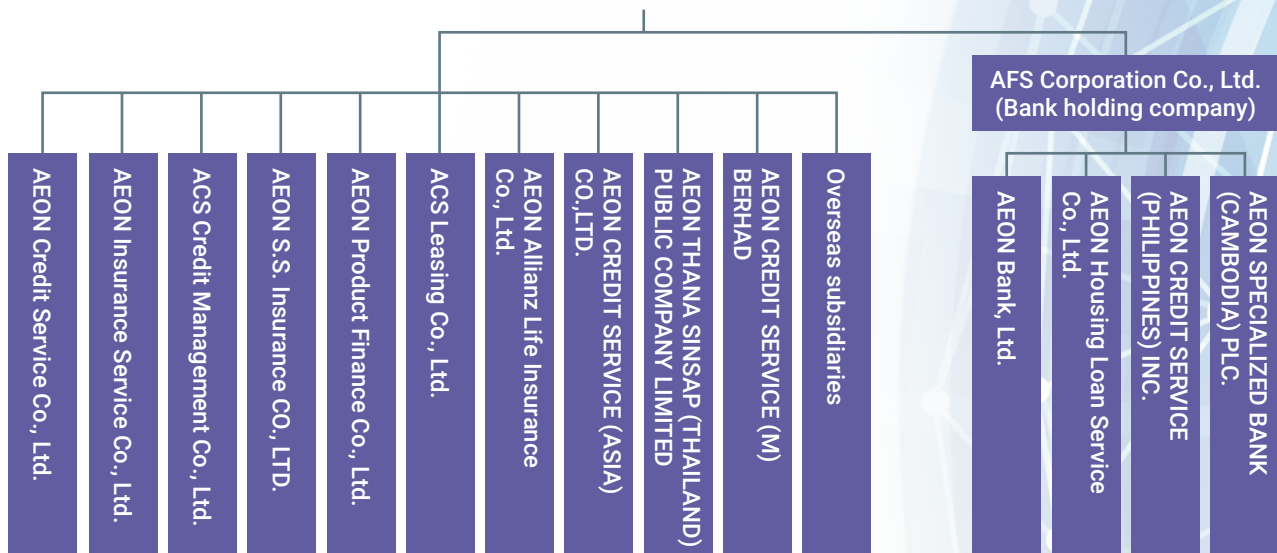 AFS Corporation Co., Ltd.
(Bank holding company)
AEON Credit Service Co., Ltd.
AEON Insurance Service Co., Ltd.
ACS Credit Management Co., Ltd.
AEON S.S. Insurance CO., LTD.
AEON Product Finance Co., Ltd.
ACS Leasing Co., Ltd.
AEON Allianz Life Insurance
Co., Ltd.
AEON CREDIT SERVICE (ASIA)
CO.,LTD.
AEON THANA SINSAP (THAILAND)
PUBLIC COMPANY LIMITED
AEON CREDIT SERVICE (M)
BERHAD
Overseas subsidiaries
AEON Bank, Ltd.
AEON Housing Loan Service
Co., Ltd.
AEON CREDIT SERVICE
(PHILIPPINES) INC.
AEON SPECIALIZED BANK
(CAMBODIA) PLC.